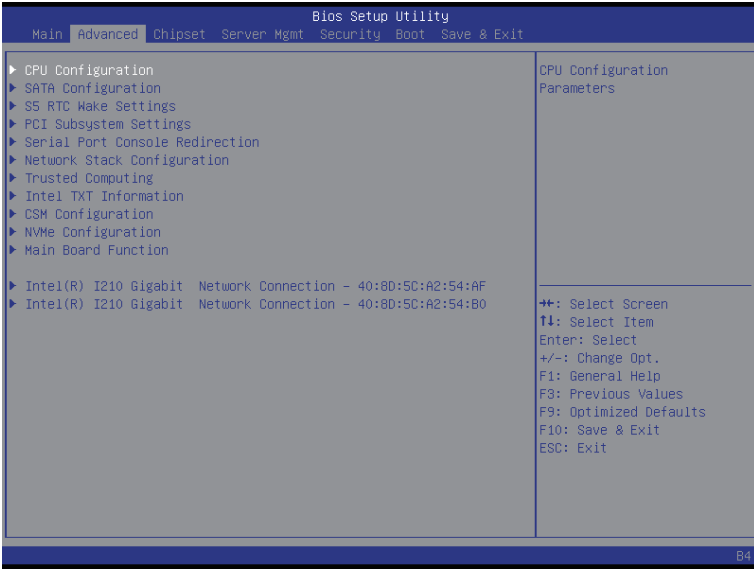 Bios Setup Utility
Main Advanced Chipset Server Mgmt Security Boot Save & Exit
▶ CPU Configuration
▶ SATA Configuration
▶ S5 RTC Wake Settings
▶ PCI Subsystem Settings
▶ Serial Port Console Redirection
▶ Network Stack Configuration
▶ Trusted Computing
▶ Intel TXT Information
▶ CSM Configuration
▶ NVMe Configuration
▶ Main Board Function
▶ Intel(R) I210 Gigabit  Network Connection – 40:8D:5C:A2:54:AF
▶ Intel(R) I210 Gigabit  Network Connection – 40:8D:5C:A2:54:B0
CPU Configuration
Parameters
→←: Select Screen
↑↓: Select Item
Enter: Select
+/-: Change Opt.
F1: General Help
F3: Previous Values
F9: Optimized Defaults
F10: Save & Exit
ESC: Exit
B4